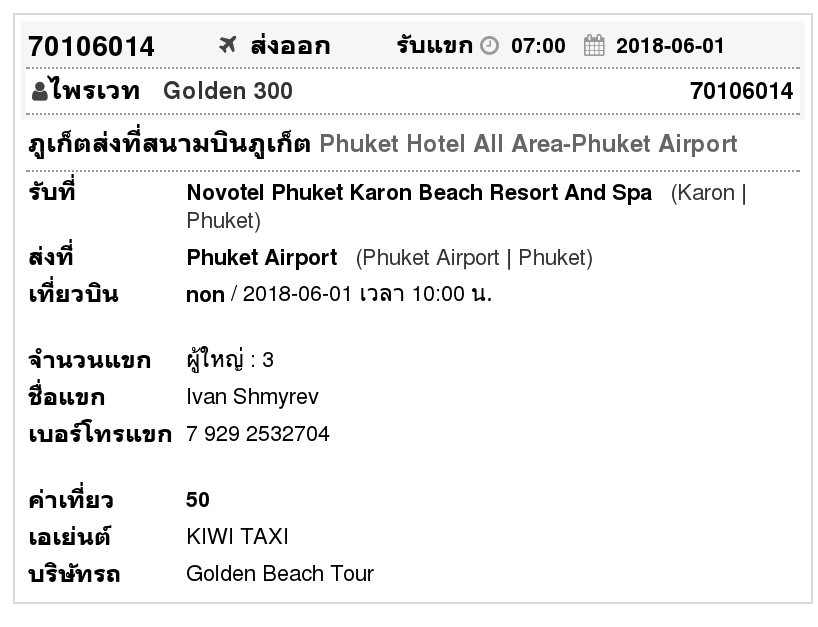 70106014 ส่งออก รับแขก 07:00 2018-06-01
ไพรเวท Golden 300 70106014
ภูเก็ตส่งที่สนามบินภูเก็ต Phuket Hotel All Area-Phuket Airport
รับที่ Novotel Phuket Karon Beach Resort And Spa (Karon |
Phuket)
ส่งที่ Phuket Airport (Phuket Airport | Phuket)
เที่ยวบิน non / 2018-06-01 เวลา 10:00 น.
จำนวนแขก ผู้ใหญ่ : 3
ชื่อแขก Ivan Shmyrev
เบอร์โทรแขก 7 929 2532704
ค่าเที่ยว 50
เอเย่นต์ KIWI TAXI
บริษัทรถ Golden Beach Tour